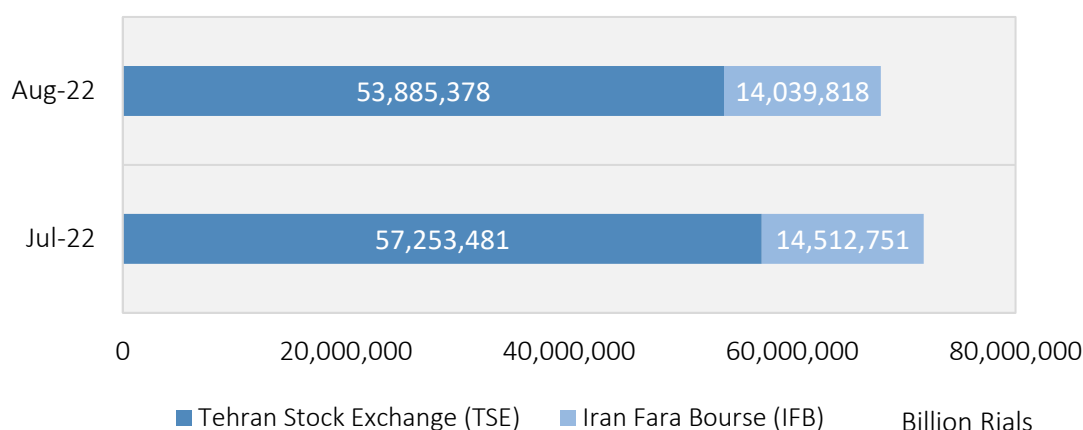 Aug-22 53,885,378 14,039,818
Jul-22 57,253,481 14,512,751
0 20,000,000 40,000,000 60,000,000 80,000,000
Tehran Stock Exchange (TSE) Iran Fara Bourse (IFB) Billion Rials